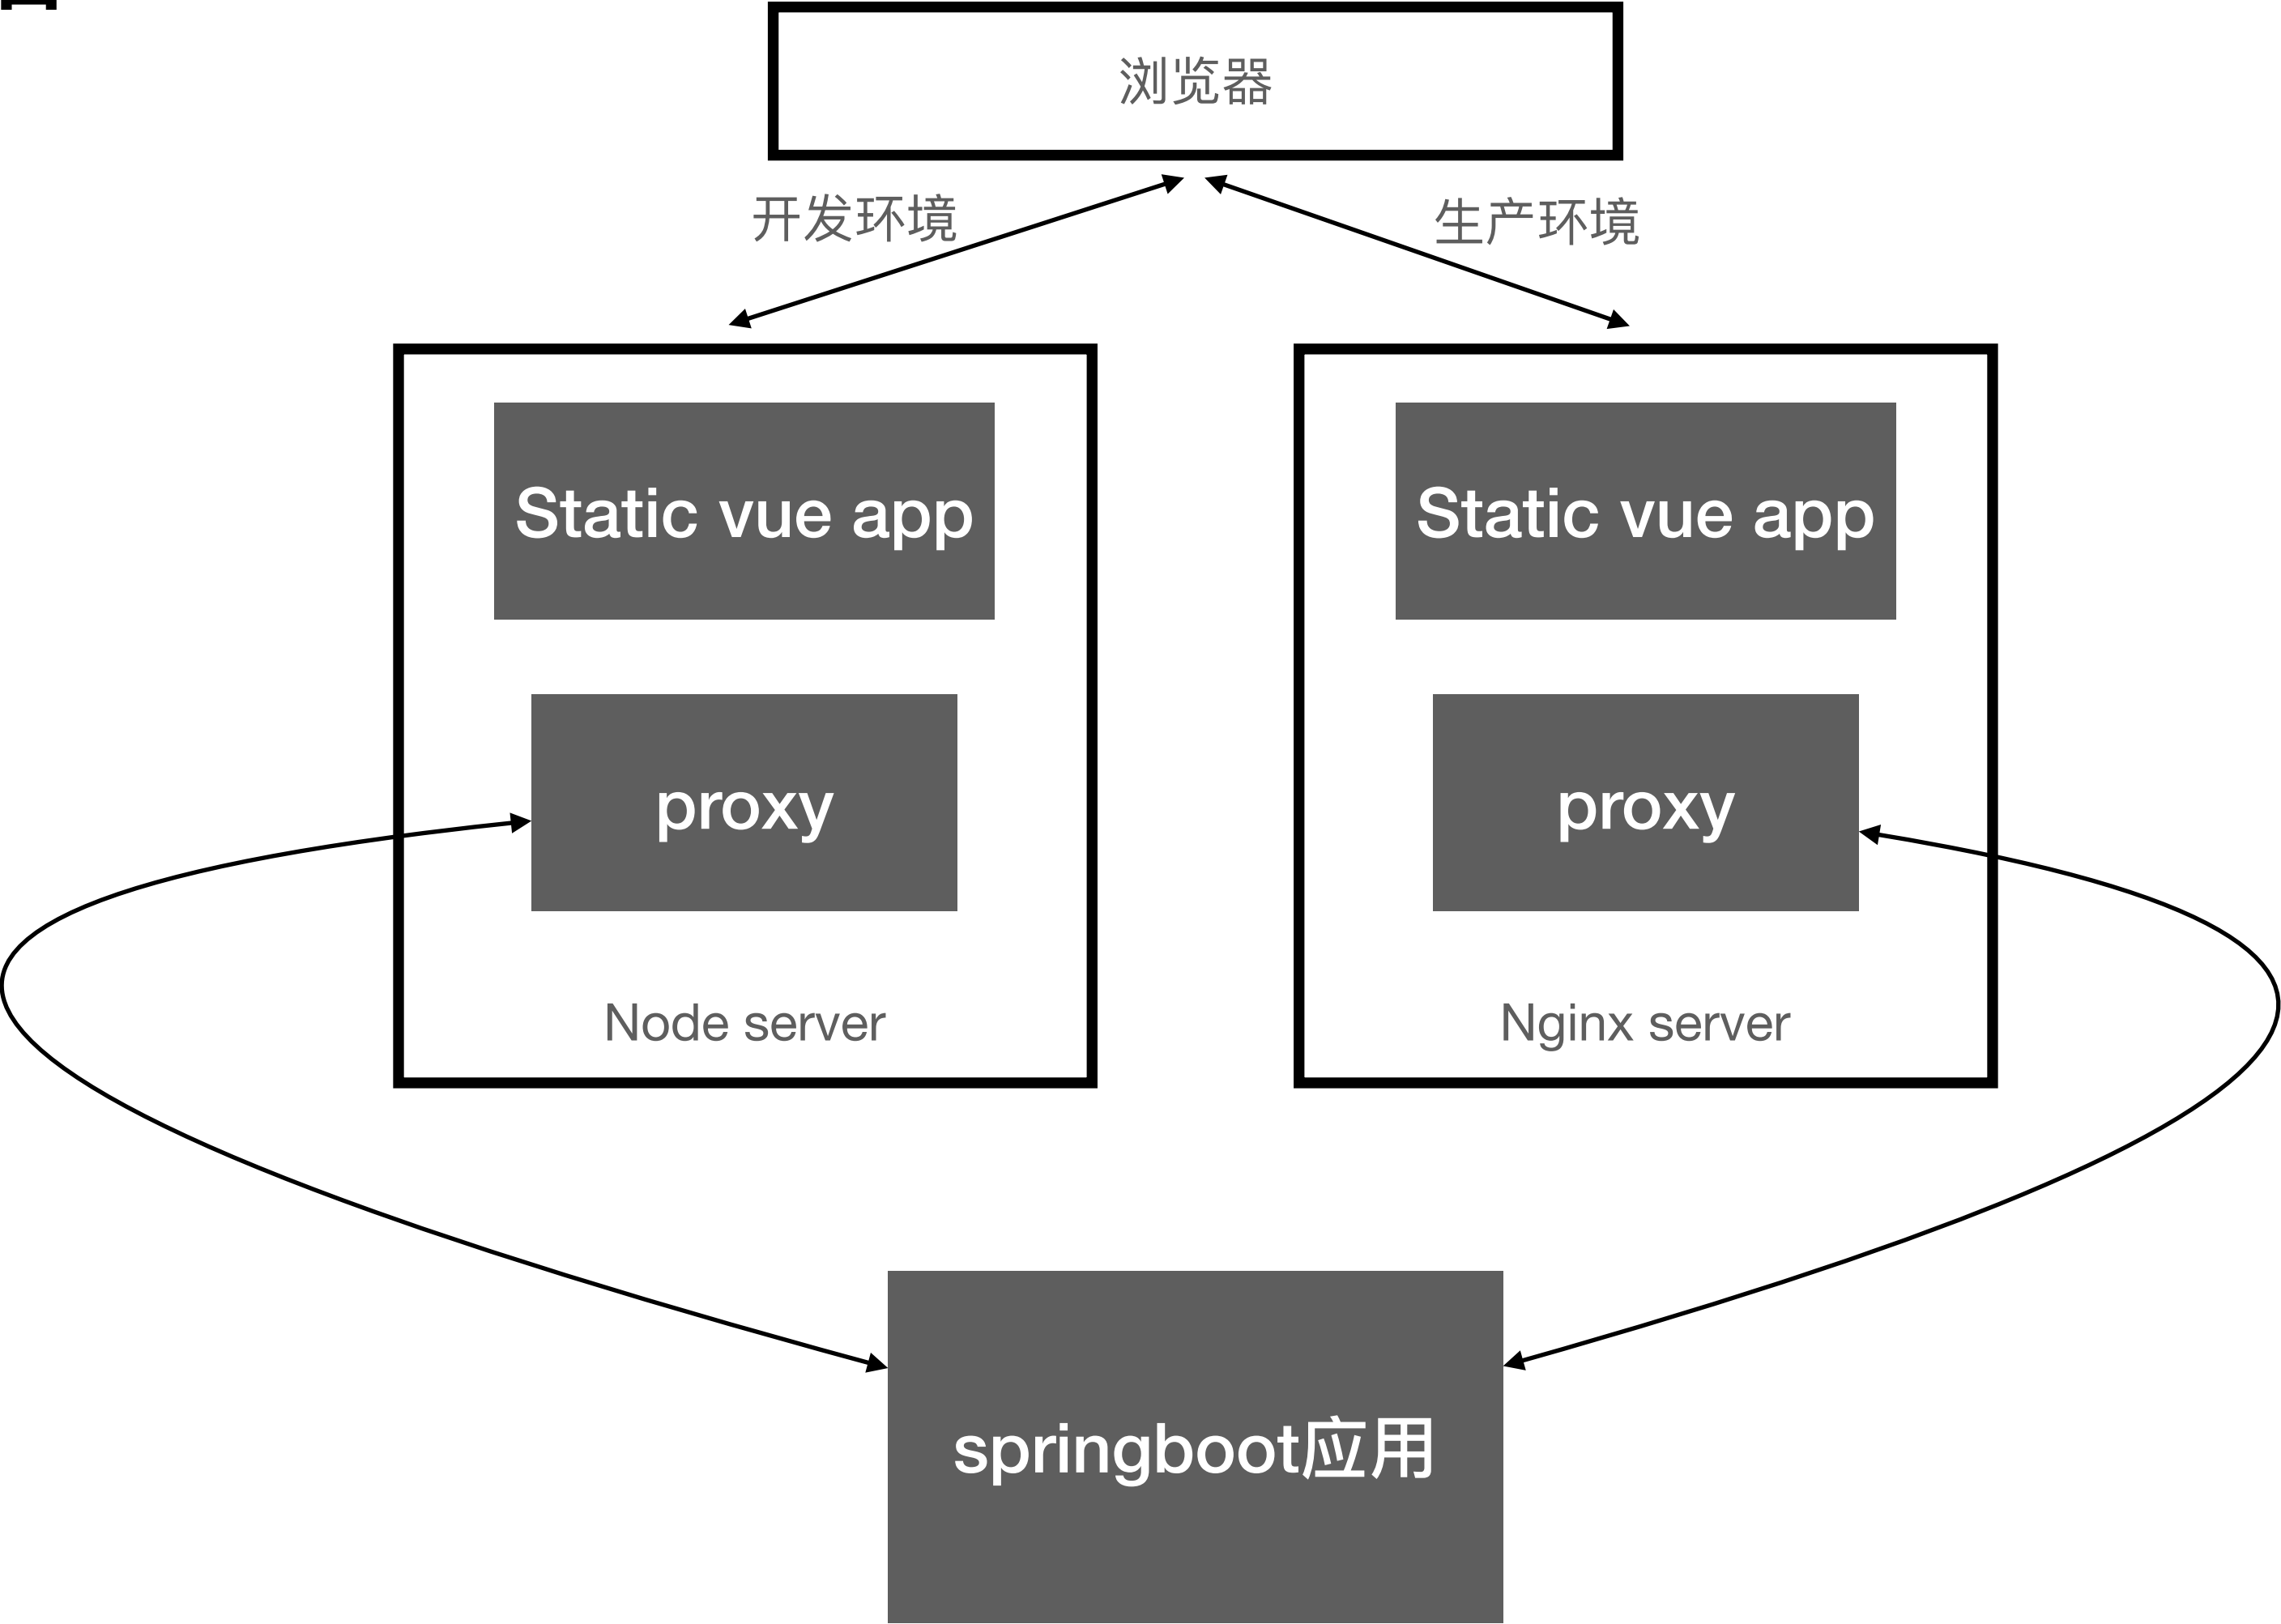 浏览器
开发环境
生产环境
Static vue app
Static vue app
proxy
proxy
Node server
Nginx server
springboot应用